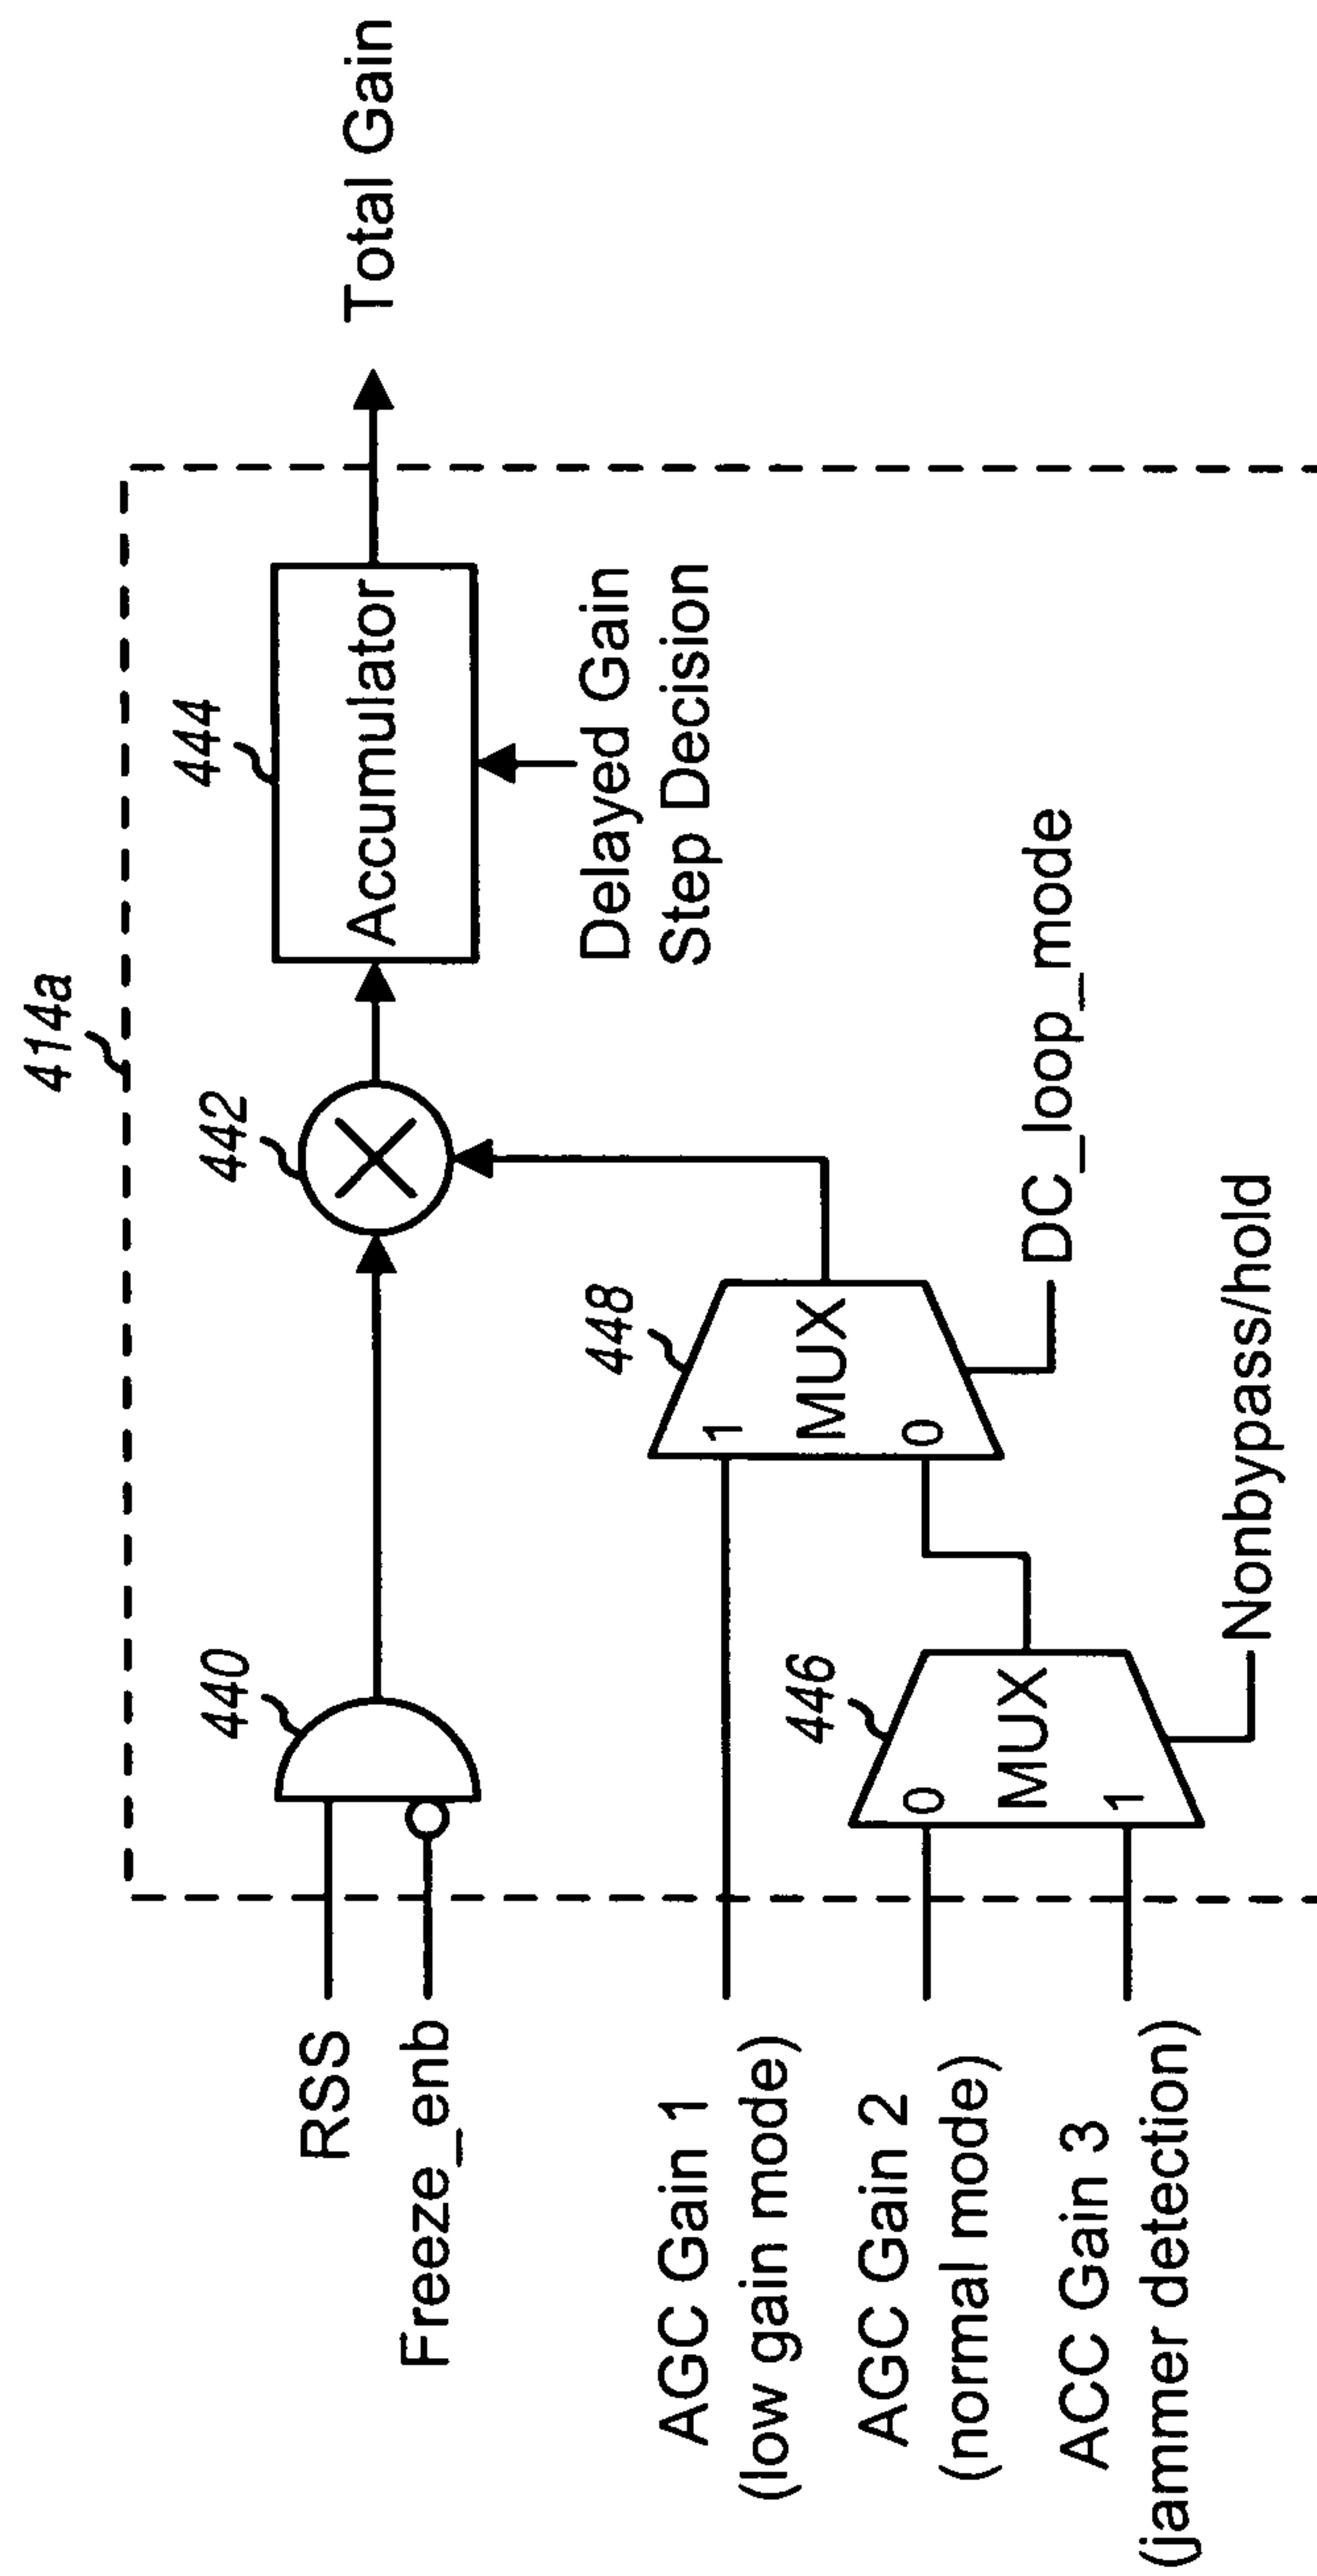 414a
440
442
444
RSS
Freeze_enb
Accumulator
Total Gain
Delayed Gain
Step Decision
AGC Gain 1
(low gain mode)
448
1
MUX
0
DC_loop_mode
AGC Gain 2
(normal mode)
446
0
MUX
1
ACC Gain 3
(jammer detection)
Nonbypass/hold